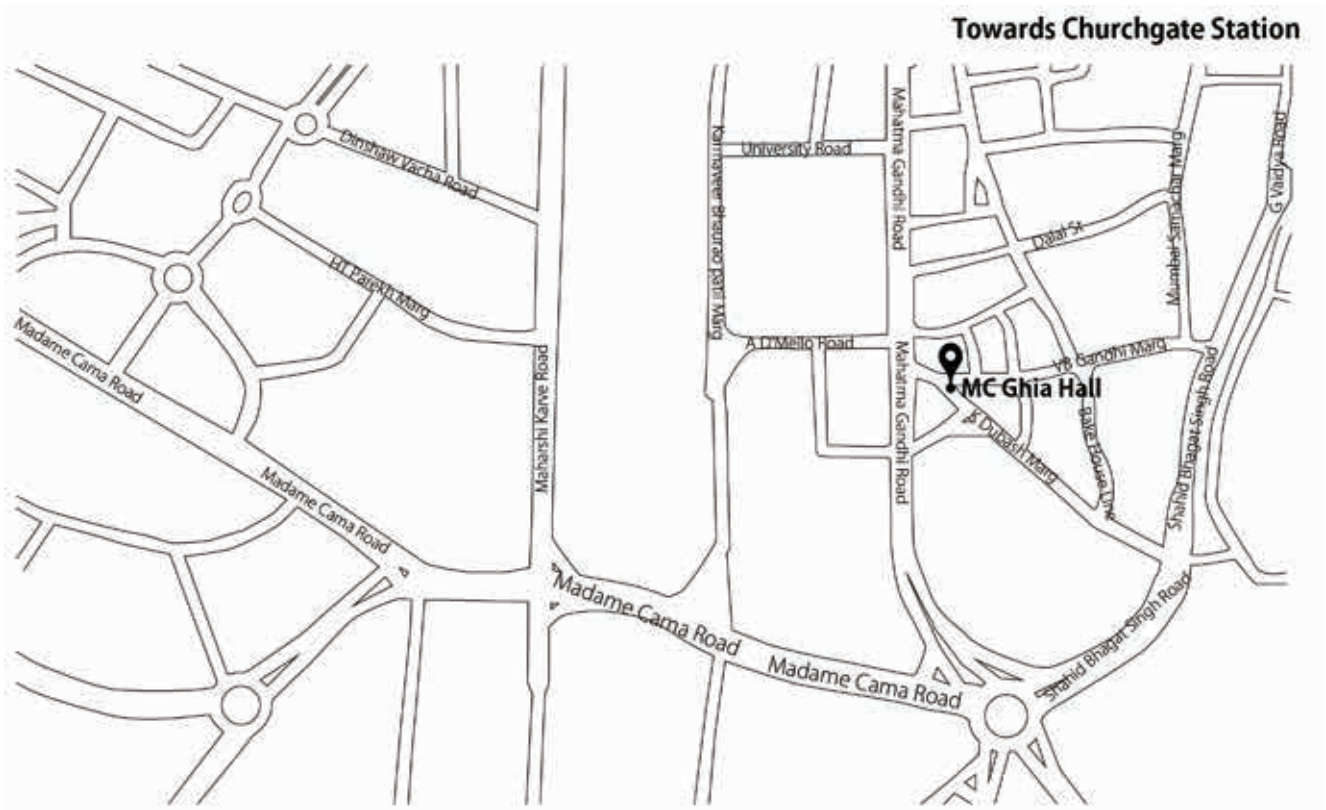 Towards Churchgate Station
Dinshaw Vacha Road
HT Parekh Marg
Madame Cama Road
Madame Cama Road
Maharshi Karve Road
Madame Cama Road
Madame Cama Road
Karmaveer Bhaurao patil Marg
University Road
Mahatma Gandhi Road
A D'Mello Road
Mahatma Gandhi Road
Dalal St
Mumbai Samachar Marg
G Vaidya Road
VB Gandhi Marg
MC Ghia Hall
K Dubash Marg
Bake House Line
Shahid Bhagat Singh Road
Shahid Bhagat Singh Road